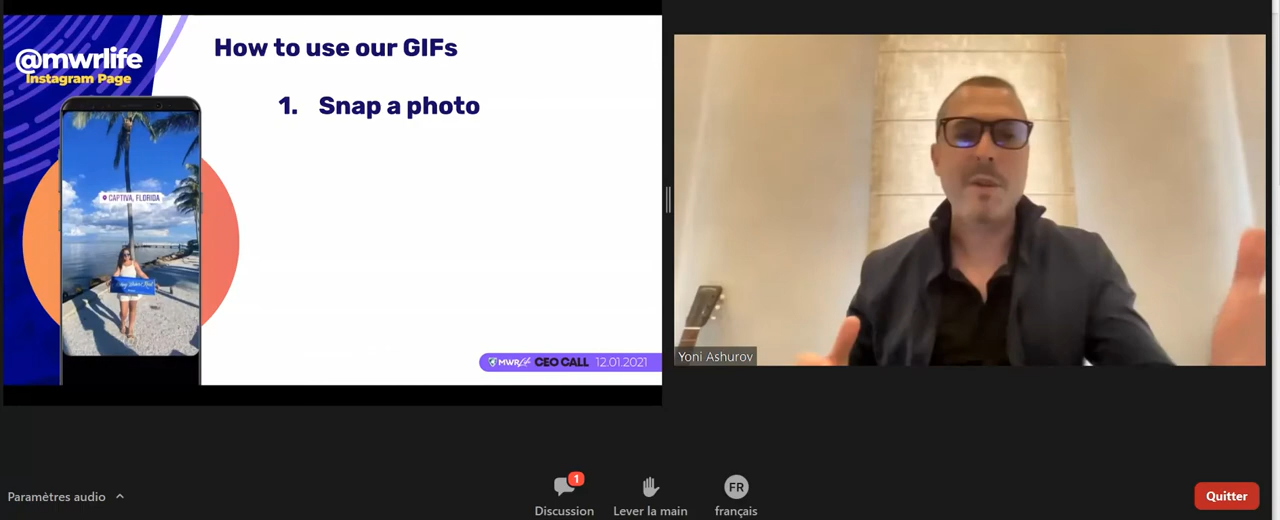 @mwrlife
Instagram Page
How to use our GIFs
1. Snap a photo
CAPTIVA, FLORIDA
MWR Life CEO CALL 12.01.2021
Yoni Ashurov
Paramètres audio
1
Discussion
Lever la main
FR
français
Quitter